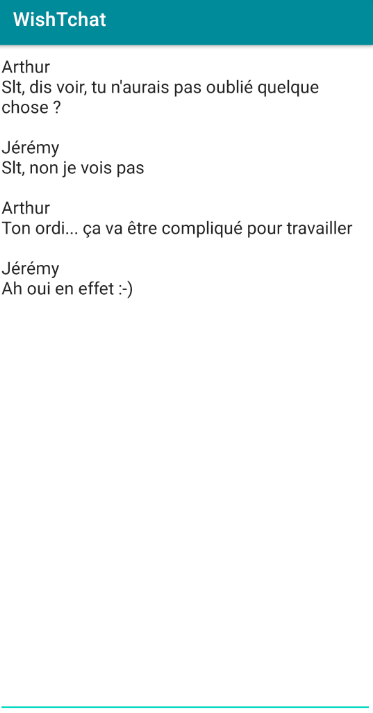 WishTchat
Arthur
Slt, dis voir, tu n'aurais pas oublié quelque
chose ?
Jérémy
Slt, non je vois pas
Arthur
Ton ordi... ça va être compliqué pour travailler
Jérémy
Ah oui en effet :-)